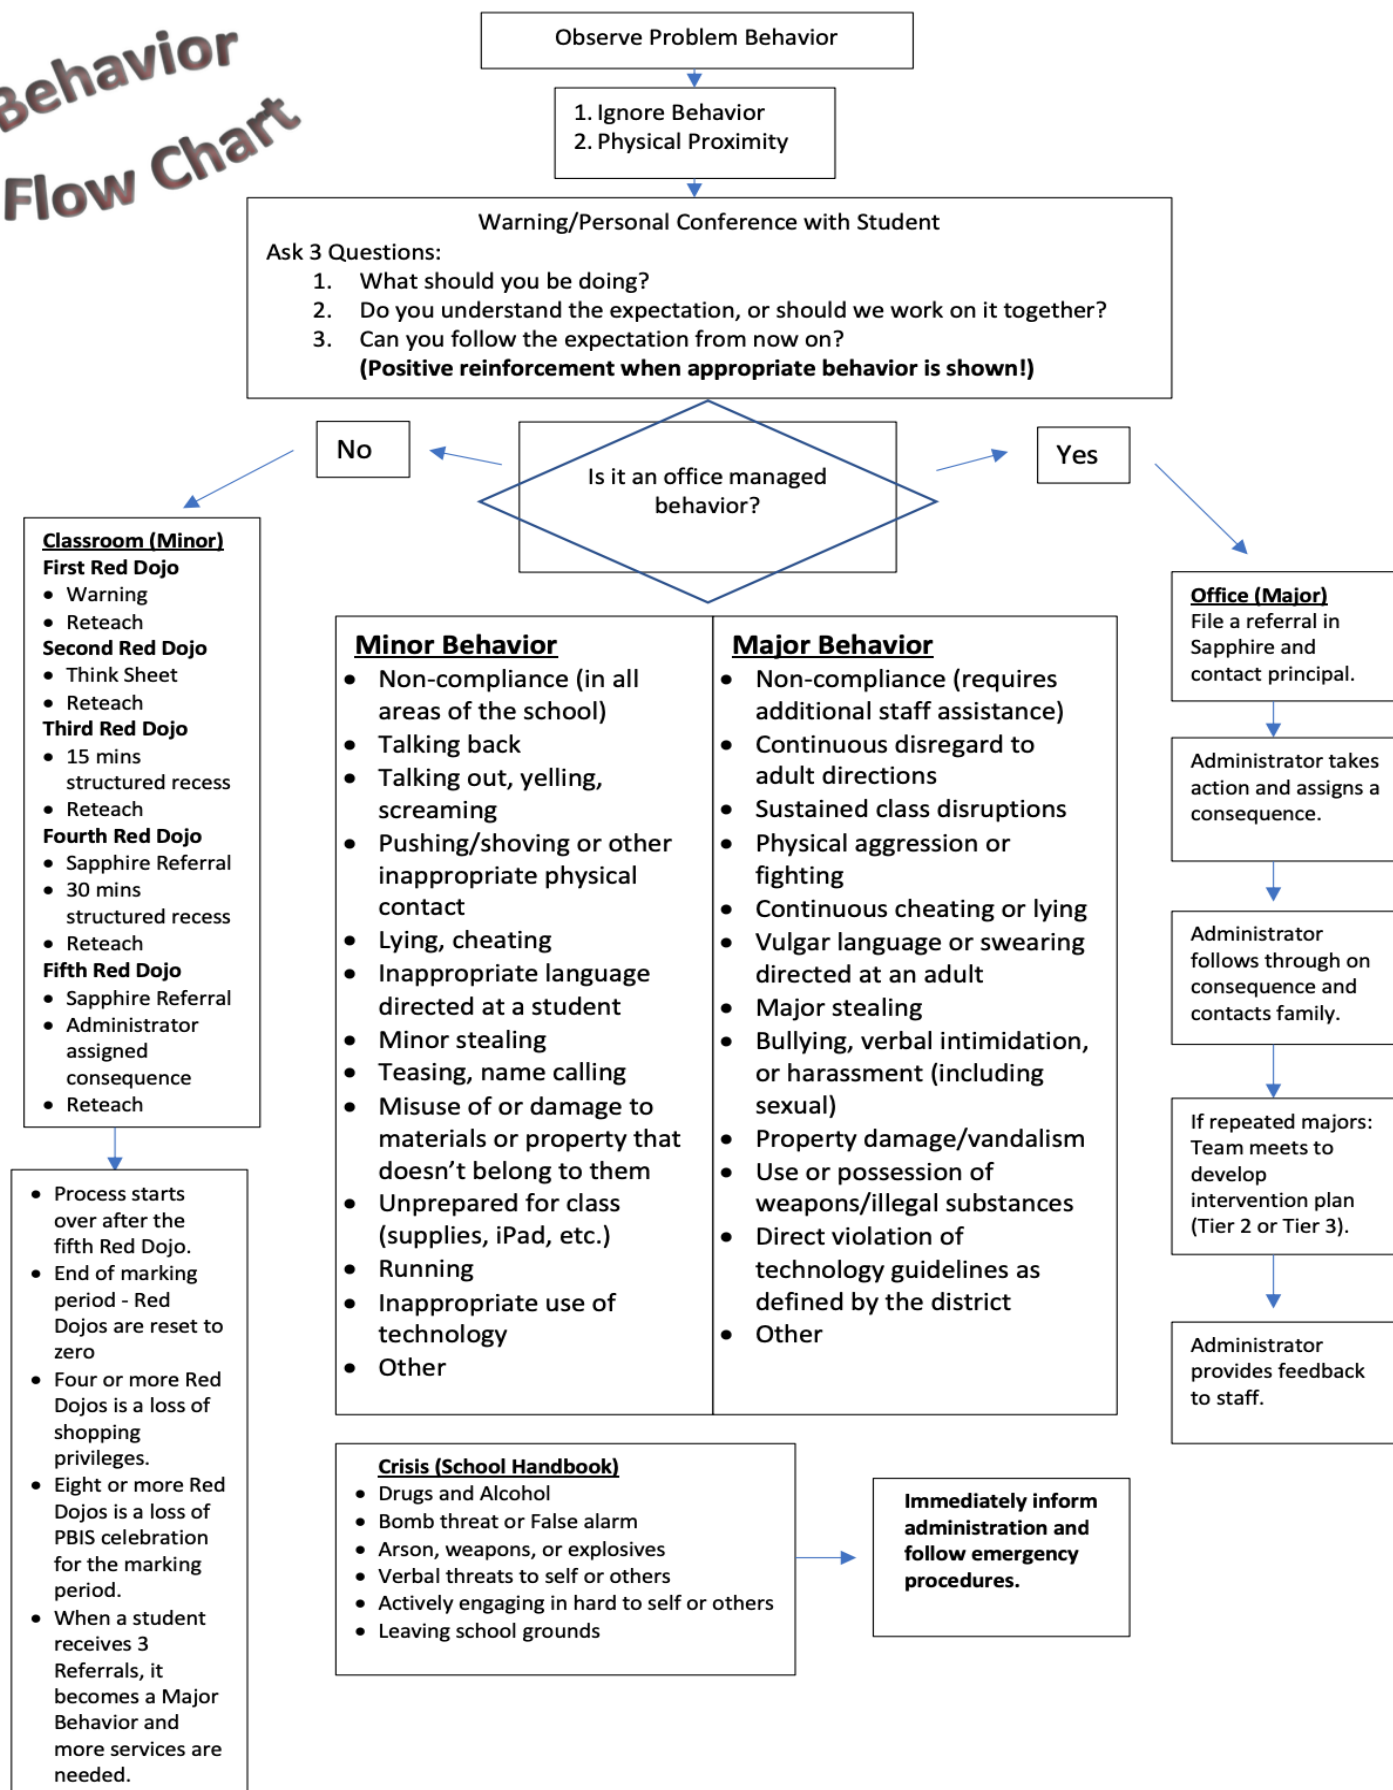 Behavior
Flow Chart
Observe Problem Behavior
1. Ignore Behavior
2. Physical Proximity
Warning/Personal Conference with Student
Ask 3 Questions:
1. What should you be doing?
2. Do you understand the expectation, or should we work on it together?
3. Can you follow the expectation from now on?
(Positive reinforcement when appropriate behavior is shown!)
No
Is it an office managed
behavior?
Yes
Classroom (Minor)
First Red Dojo
• Warning
• Reteach
Second Red Dojo
• Think Sheet
• Reteach
Third Red Dojo
• 15 mins
structured recess
• Reteach
Fourth Red Dojo
• Sapphire Referral
• 30 mins
structured recess
• Reteach
Fifth Red Dojo
• Sapphire Referral
• Administrator
assigned
consequence
• Reteach
• Process starts
over after the
fifth Red Dojo.
• End of marking
period - Red
Dojos are reset to
zero
• Four or more Red
Dojos is a loss of
shopping
privileges.
• Eight or more Red
Dojos is a loss of
PBIS celebration
for the marking
period.
• When a student
receives 3
Referrals, it
becomes a Major
Behavior and
more services are
needed.
Minor Behavior
• Non-compliance (in all
areas of the school)
• Talking back
• Talking out, yelling,
screaming
• Pushing/shoving or other
inappropriate physical
contact
• Lying, cheating
• Inappropriate language
directed at a student
• Minor stealing
• Teasing, name calling
• Misuse of or damage to
materials or property that
doesn’t belong to them
• Unprepared for class
(supplies, iPad, etc.)
• Running
• Inappropriate use of
technology
• Other
Major Behavior
• Non-compliance (requires
additional staff assistance)
• Continuous disregard to
adult directions
• Sustained class disruptions
• Physical aggression or
fighting
• Continuous cheating or lying
• Vulgar language or swearing
directed at an adult
• Major stealing
• Bullying, verbal intimidation,
or harassment (including
sexual)
• Property damage/vandalism
• Use or possession of
weapons/illegal substances
• Direct violation of
technology guidelines as
defined by the district
• Other
Office (Major)
File a referral in
Sapphire and
contact principal.
Administrator takes
action and assigns a
consequence.
Administrator
follows through on
consequence and
contacts family.
If repeated majors:
Team meets to
develop
intervention plan
(Tier 2 or Tier 3).
Administrator
provides feedback
to staff.
Crisis (School Handbook)
• Drugs and Alcohol
• Bomb threat or False alarm
• Arson, weapons, or explosives
• Verbal threats to self or others
• Actively engaging in hard to self or others
• Leaving school grounds
Immediately inform
administration and
follow emergency
procedures.